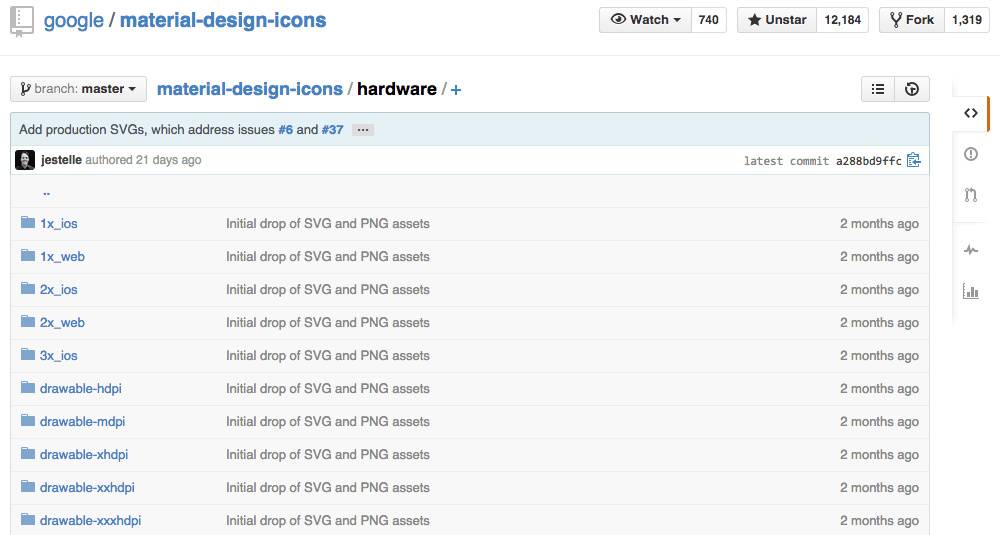 google / material-design-icons Watch 740 Unstar 12,184 Fork 1,319
branch: master material-design-icons / hardware / +
Add production SVGs, which address issues #6 and #37 ...
jestelle authored 21 days ago latest commit a288bd9ffc
..
1x_ios Initial drop of SVG and PNG assets 2 months ago
1x_web Initial drop of SVG and PNG assets 2 months ago
2x_ios Initial drop of SVG and PNG assets 2 months ago
2x_web Initial drop of SVG and PNG assets 2 months ago
3x_ios Initial drop of SVG and PNG assets 2 months ago
drawable-hdpi Initial drop of SVG and PNG assets 2 months ago
drawable-mdpi Initial drop of SVG and PNG assets 2 months ago
drawable-xhdpi Initial drop of SVG and PNG assets 2 months ago
drawable-xxhdpi Initial drop of SVG and PNG assets 2 months ago
drawable-xxxhdpi Initial drop of SVG and PNG assets 2 months ago